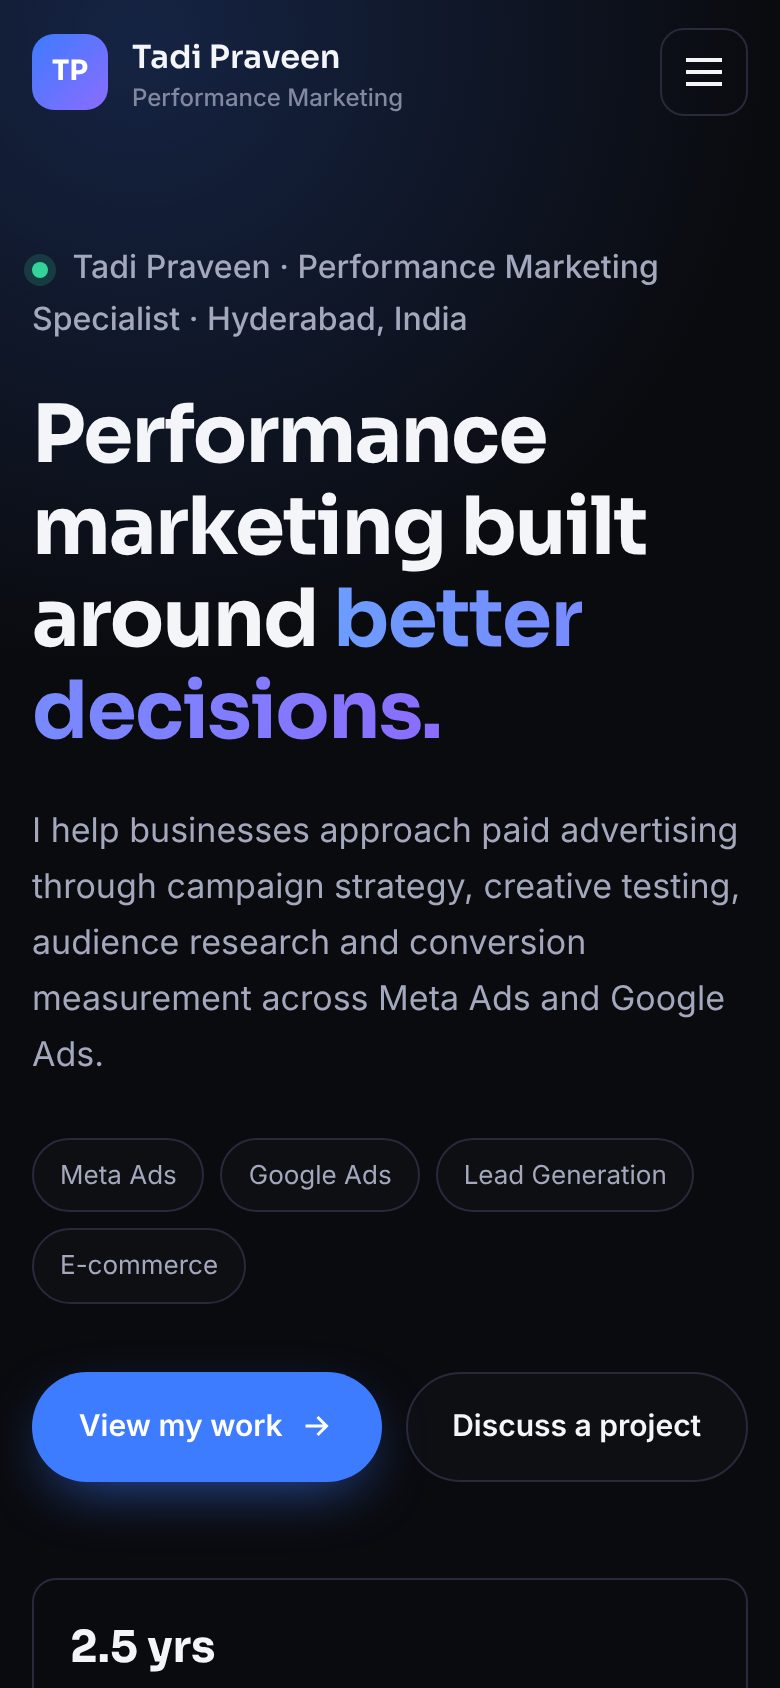 TP
Tadi Praveen
Performance Marketing
Tadi Praveen · Performance Marketing
Specialist · Hyderabad, India
Performance
marketing built
around better
decisions.
I help businesses approach paid advertising
through campaign strategy, creative testing,
audience research and conversion
measurement across Meta Ads and Google
Ads.
Meta Ads
Google Ads
Lead Generation
E-commerce
View my work →
Discuss a project
2.5 yrs